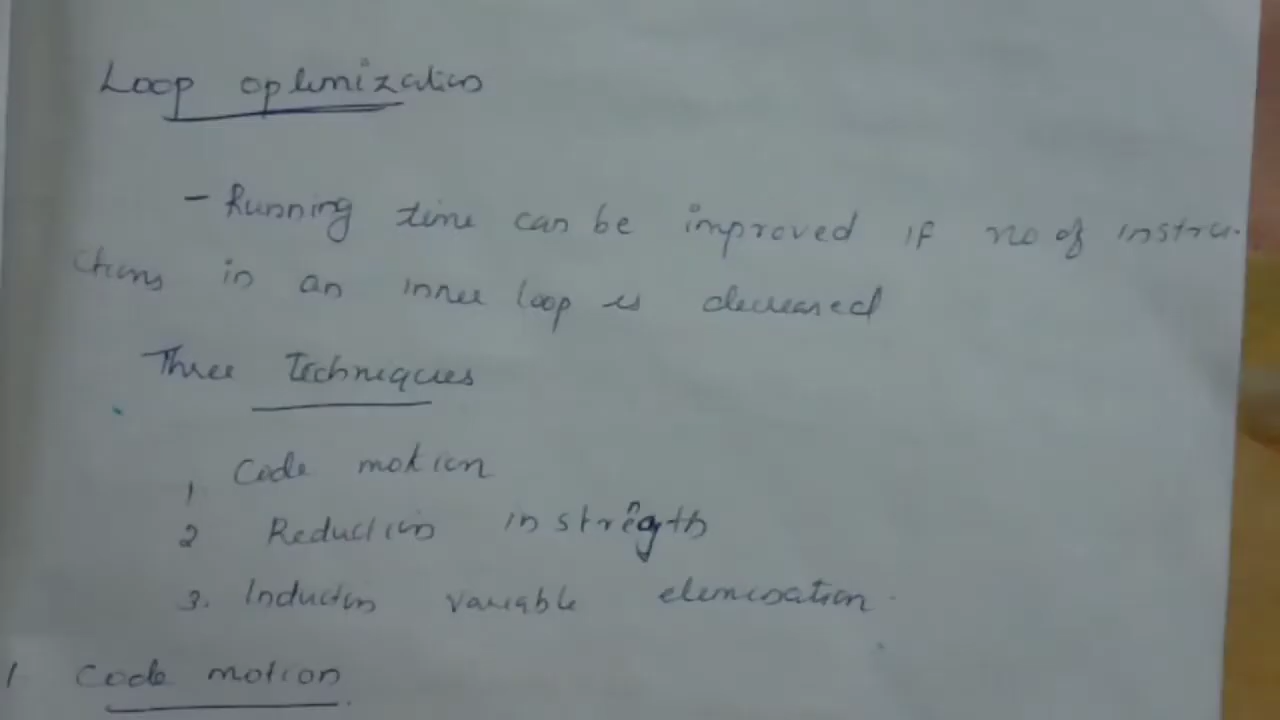 Loop optimization
- Running time can be improved if no of instru-
ctions in an inner loop is decreased
Three Techniques
1, Code motion
2 Reduction in strength
3. Induction variable elemination.
1 Code motion